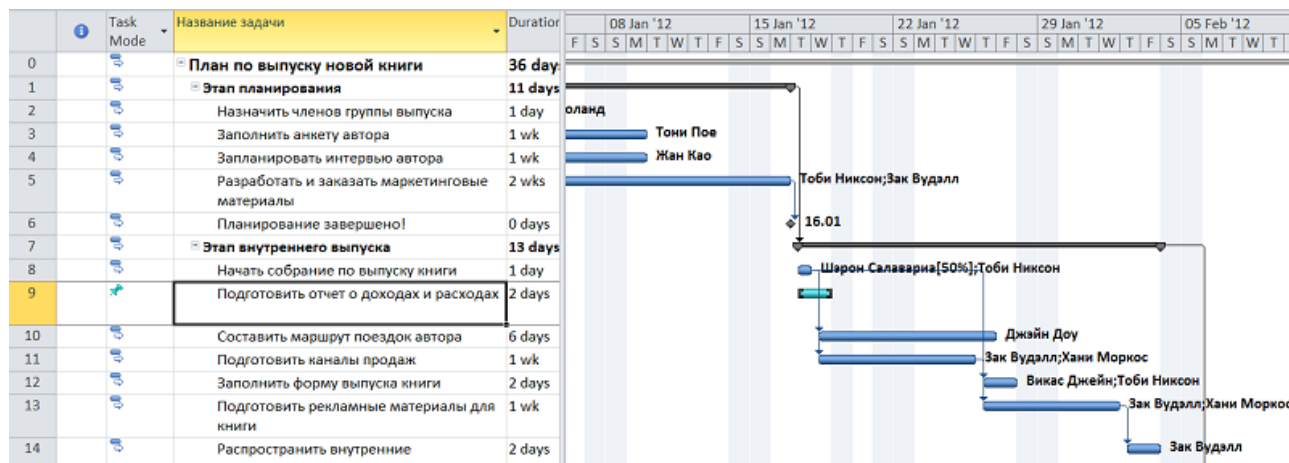 Task Mode Название задачи Duration 08 Jan '12 15 Jan '12 22 Jan '12 29 Jan '12 05 Feb '12
F S S M T W T F S S M T W T F S S M T W T F S S M T W T F S S M T W T
0 План по выпуску новой книги 36 day
1 Этап планирования 11 days
2 Назначить членов группы выпуска 1 day оланд
3 Заполнить анкету автора 1 wk Тони Пое
4 Запланировать интервью автора 1 wk Жан Као
5 Разработать и заказать маркетинговые 2 wks Тоби Никсон;Зак Вудэлл
материалы
6 Планирование завершено! 0 days 16.01
7 Этап внутреннего выпуска 13 days
8 Начать собрание по выпуску книги 1 day Шарон Салавариа[50%];Тоби Никсон
9 Подготовить отчет о доходах и расходах 2 days
10 Составить маршрут поездок автора 6 days Джэйн Доу
11 Подготовить каналы продаж 1 wk Зак Вудэлл;Хани Моркос
12 Заполнить форму выпуска книги 2 days Викас Джейн;Тоби Никсон
13 Подготовить рекламные материалы для 1 wk Зак Вудэлл;Хани Моркос
книги
14 Распространить внутренние 2 days Зак Вудэлл